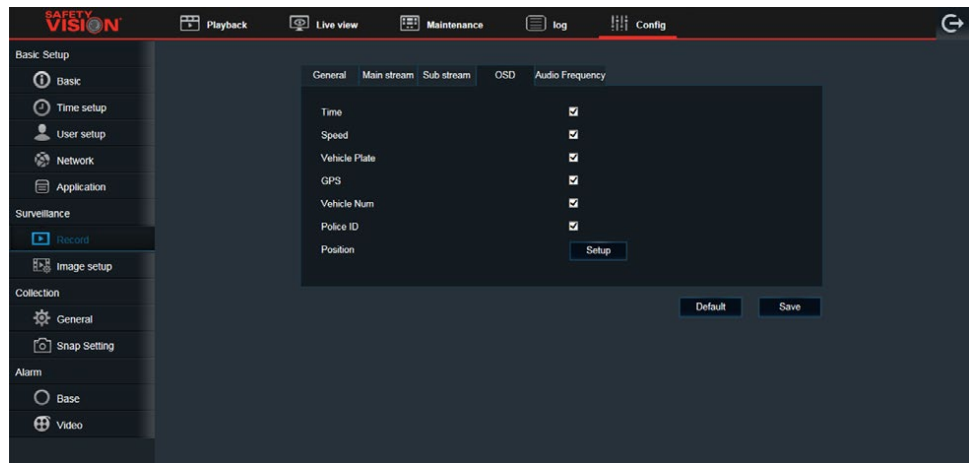 SAFETY
VISION
Playback
Live view
Maintenance
log
Config
Basic Setup
Basic
Time setup
User setup
Network
Application
Surveillance
Record
Image setup
Collection
General
Snap Setting
Alarm
Base
Video
General Main stream Sub stream OSD Audio Frequency
Time
Speed
Vehicle Plate
GPS
Vehicle Num
Police ID
Position Setup
Default Save